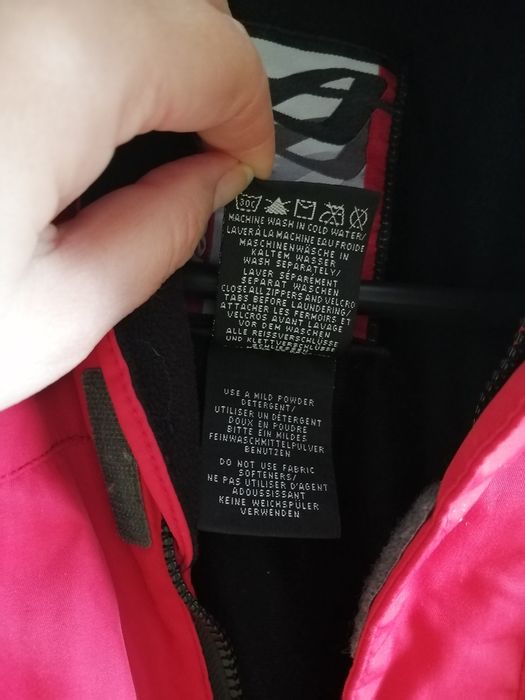 30C
MACHINE WASH IN COLD WATER/
LAVER À LA MACHINE EAU FROIDE
MASCHINENWÄSCHE IN
KALTEM WASSER
WASH SEPARATELY/
LAVER SÉPARÉMENT
SEPARAT WASCHEN
CLOSE ALL ZIPPERS AND VELCRO
TABS BEFORE LAUNDERING/
ATTACHER LES FERMOIRS ET
VELCROS AVANT LAVAGE
VOR DEM WASCHEN
ALLE REISSVERSCHLÜSSE
UND KLETTVERSCHLÜSSE
SCHLIESSEN
USE A MILD POWDER
DETERGENT/
UTILISER UN DÉTERGENT
DOUX EN POUDRE
BITTE EIN MILDES
FEINWASCHMITTELPULVER
BENUTZEN
DO NOT USE FABRIC
SOFTENERS/
NE PAS UTILISER D'AGENT
ADOUSSISSANT
KEINE WEICHSPÜLER
VERWENDEN